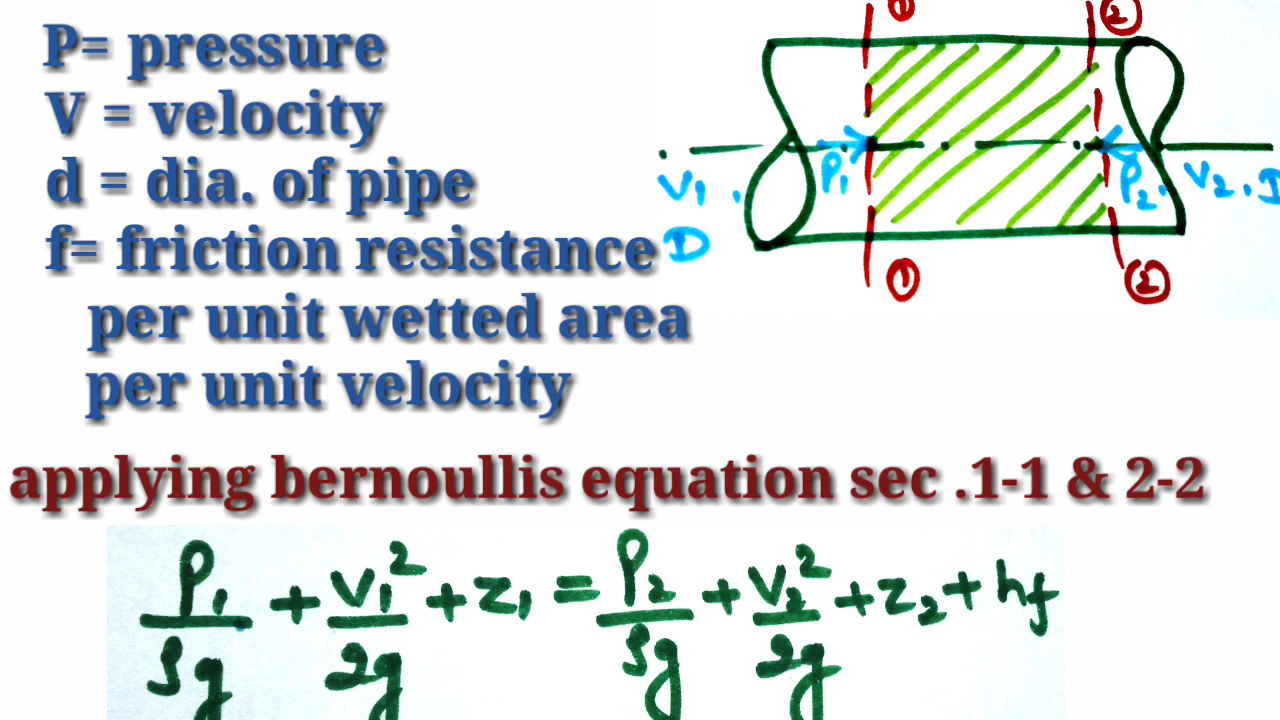 P= pressure
V = velocity
d = dia. of pipe
f= friction resistance
per unit wetted area
per unit velocity
②
P₁
P₂,
V₁,
V₂,
D
①
②
applying bernoullis equation sec .1-1 & 2-2
P₁/ρg + V₁²/2g + Z₁ = P₂/ρg + V₂²/2g + Z₂ + hf